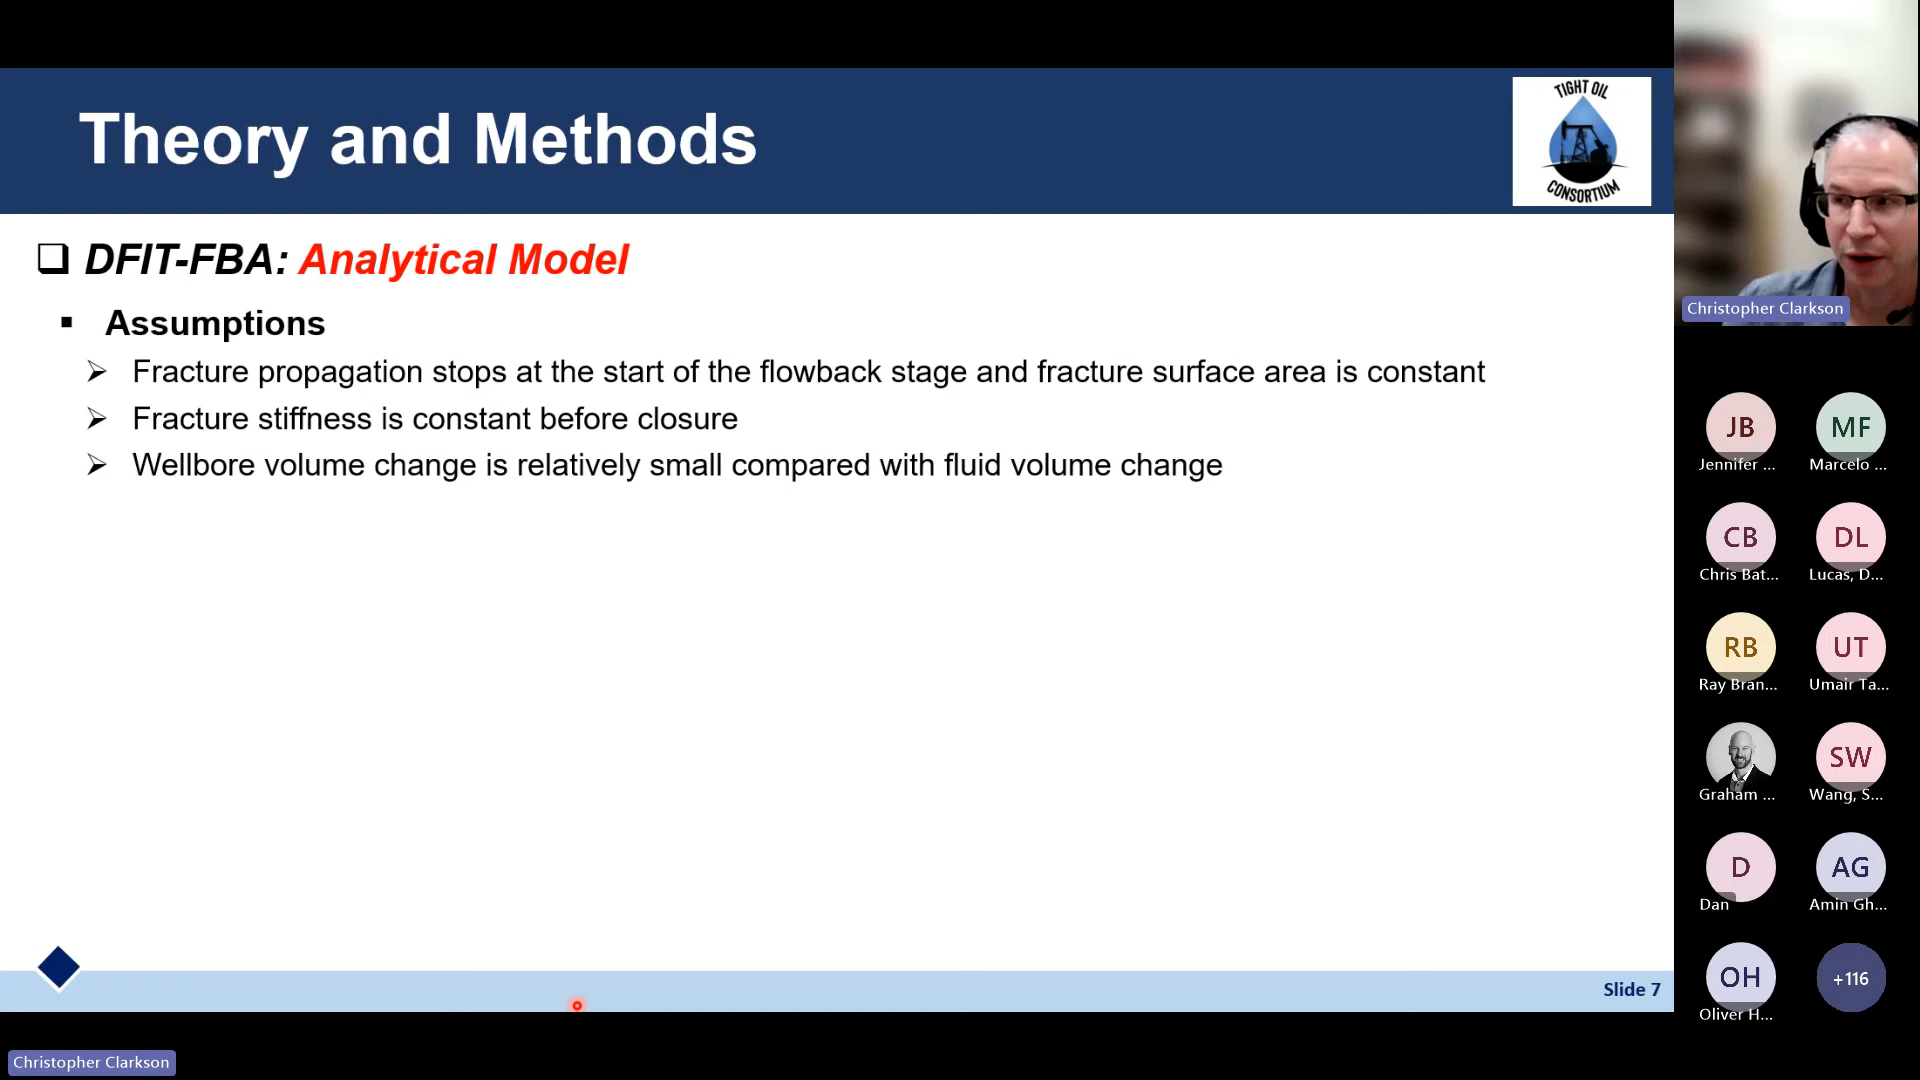 Theory and Methods
TIGHT OIL
CONSORTIUM
DFIT-FBA: Analytical Model
Assumptions
Fracture propagation stops at the start of the flowback stage and fracture surface area is constant
Fracture stiffness is constant before closure
Wellbore volume change is relatively small compared with fluid volume change
Slide 7
Christopher Clarkson
Christopher Clarkson
JB
Jennifer ...
MF
Marcelo ...
CB
Chris Bat...
DL
Lucas, D...
RB
Ray Bran...
UT
Umair Ta...
Graham ...
SW
Wang, S...
D
Dan
AG
Amin Gh...
OH
Oliver H...
+116